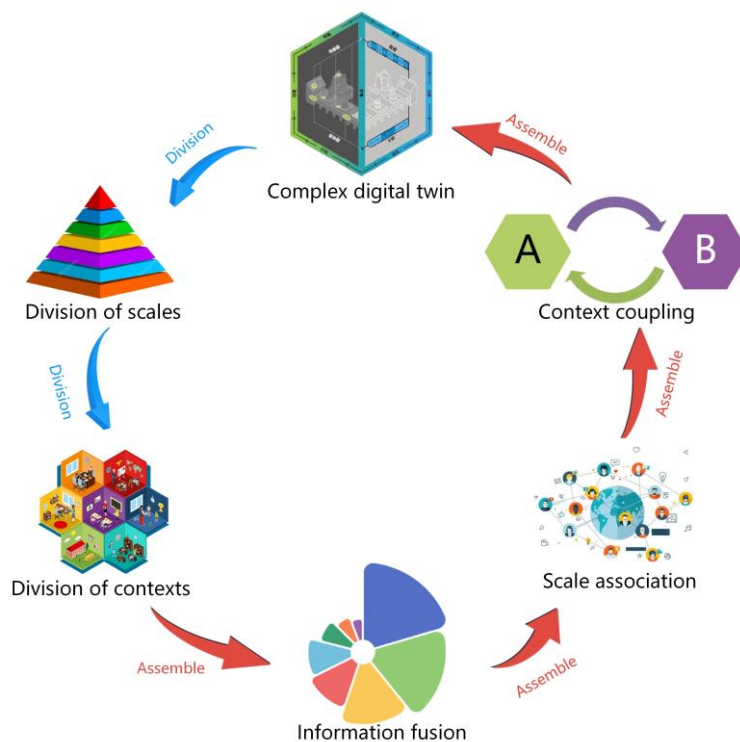 Complex digital twin
Division
Assemble
Division of scales
A
B
Context coupling
Division
Assemble
Division of contexts
Scale association
Assemble
Assemble
Information fusion